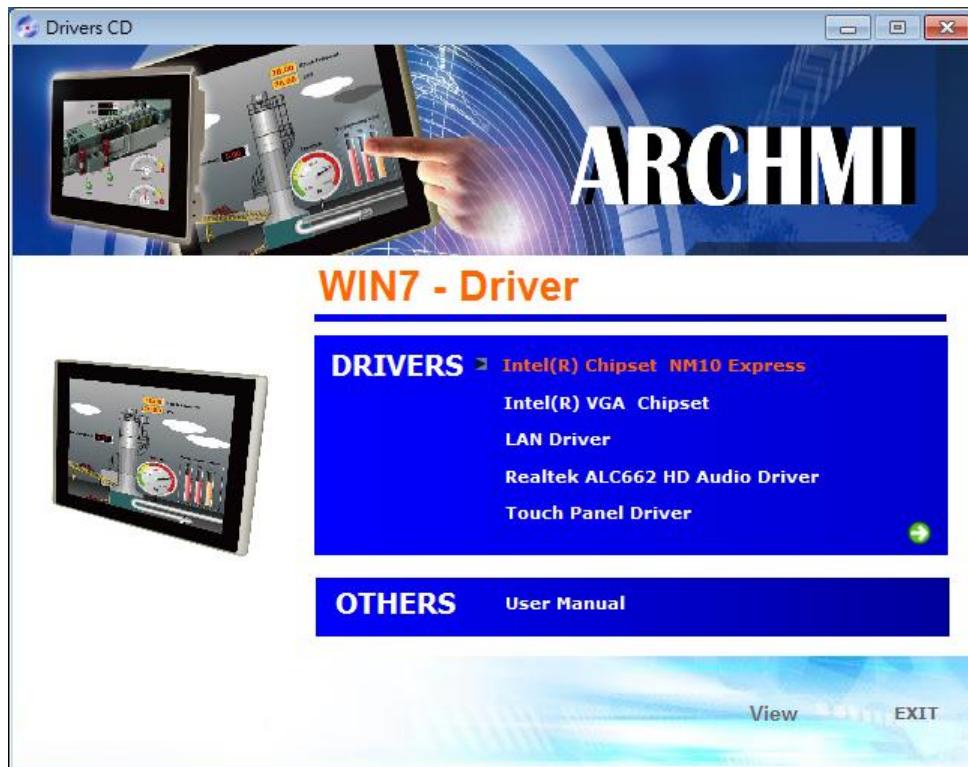 Drivers CD
ARCHMI
WIN7 - Driver
DRIVERS
Intel(R) Chipset NM10 Express
Intel(R) VGA Chipset
LAN Driver
Realtek ALC662 HD Audio Driver
Touch Panel Driver
OTHERS
User Manual
View
EXIT